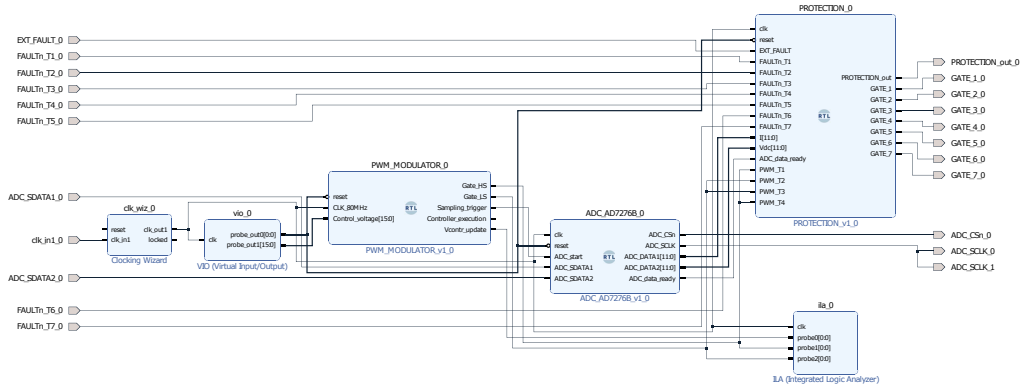 PROTECTION_0
EXT_FAULT_0
FAULTn_T1_0
FAULTn_T2_0
FAULTn_T3_0
FAULTn_T4_0
FAULTn_T5_0
clk
reset
EXT_FAULT
FAULTn_T1
FAULTn_T2
FAULTn_T3
FAULTn_T4
FAULTn_T5
FAULTn_T6
FAULTn_T7
I[11:0]
Vdc[11:0]
ADC_data_ready
PWM_T1
PWM_T2
PWM_T3
PWM_T4
RTL
PROTECTION_out
GATE_1
GATE_2
GATE_3
GATE_4
GATE_5
GATE_6
GATE_7
PROTECTION_v1_0
PROTECTION_out_0
GATE_1_0
GATE_2_0
GATE_3_0
GATE_4_0
GATE_5_0
GATE_6_0
GATE_7_0
PWM_MODULATOR_0
reset
CLK_80MHz
Control_voltage[15:0]
RTL
Gate_HS
Gate_LS
Sampling_trigger
Controller_execution
Vcontr_update
PWM_MODULATOR_v1_0
ADC_SDATA1_0
clk_in1_0
ADC_SDATA2_0
FAULTn_T6_0
FAULTn_T7_0
clk_wiz_0
reset
clk_in1
clk_out1
locked
Clocking Wizard
vio_0
clk
probe_out0[0:0]
probe_out1[15:0]
VIO (Virtual Input/Output)
ADC_AD7276B_0
clk
reset
ADC_start
ADC_SDATA1
ADC_SDATA2
RTL
ADC_CSn
ADC_SCLK
ADC_DATA1[11:0]
ADC_DATA2[11:0]
ADC_data_ready
ADC_AD7276B_v1_0
ADC_CSn_0
ADC_SCLK_0
ADC_SCLK_1
ila_0
clk
probe0[0:0]
probe1[0:0]
probe2[0:0]
ILA (Integrated Logic Analyzer)